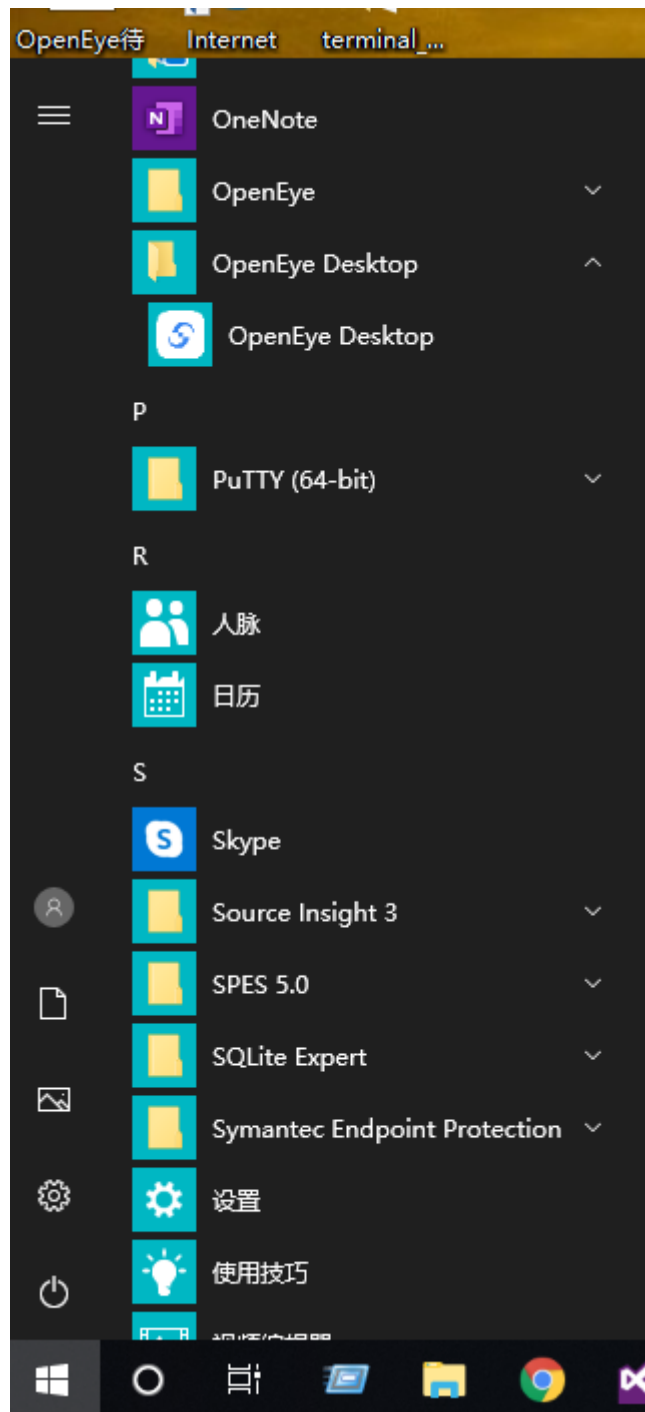 OpenEye待 Internet terminal_...
OneNote
OpenEye
OpenEye Desktop
OpenEye Desktop
P
PuTTY (64-bit)
R
人脉
日历
S
Skype
Source Insight 3
SPES 5.0
SQLite Expert
Symantec Endpoint Protection
设置
使用技巧